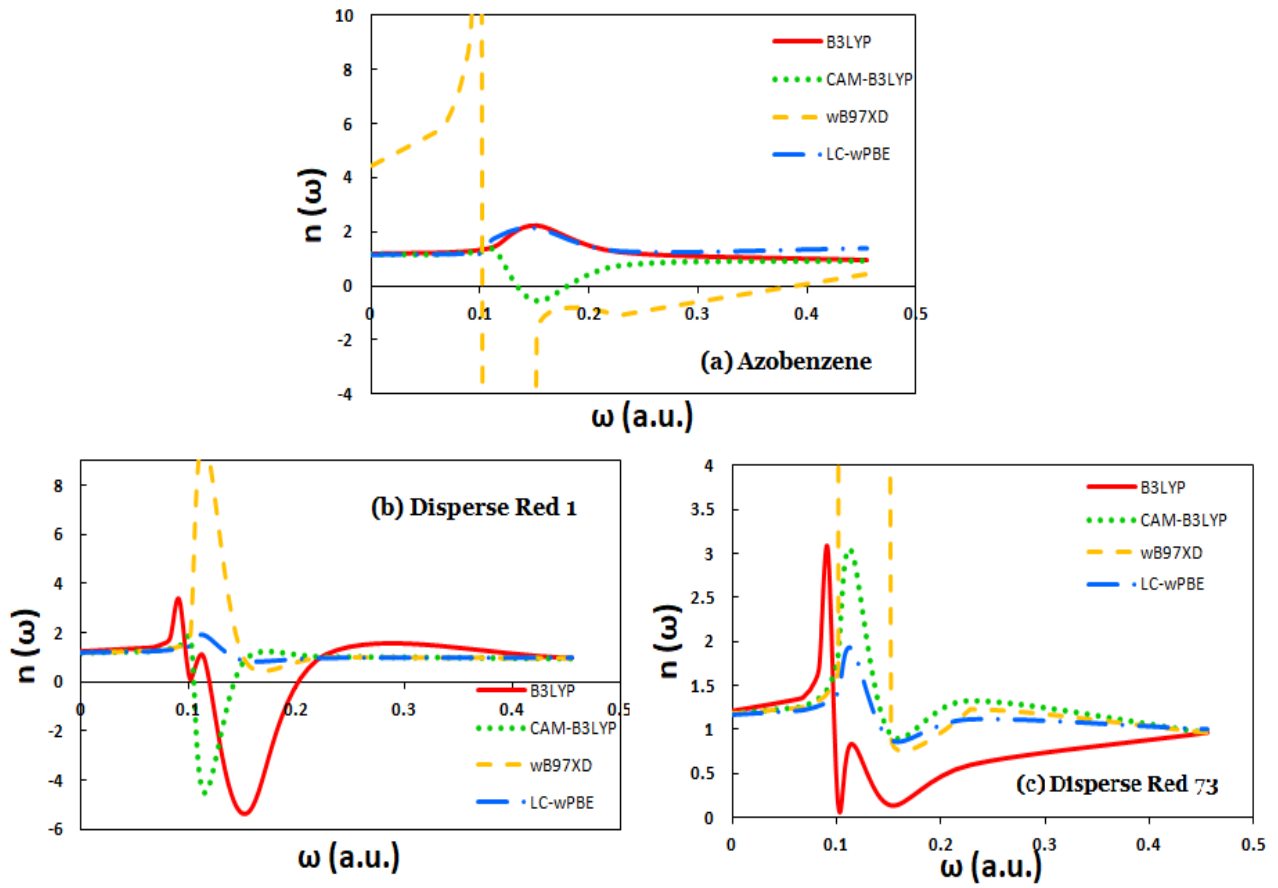 10
8
6
4
2
0
-2
-4
n (ω)
0
0.1
0.2
0.3
0.4
0.5
ω (a.u.)
B3LYP
CAM-B3LYP
wB97XD
LC-wPBE
(a) Azobenzene
8
6
4
2
0
-2
-4
-6
n (ω)
0
0.1
0.2
0.3
0.4
0.5
ω (a.u.)
(b) Disperse Red 1
B3LYP
CAM-B3LYP
wB97XD
LC-wPBE
4
3.5
3
2.5
2
1.5
1
0.5
0
n (ω)
0
0.1
0.2
0.3
0.4
0.5
ω (a.u.)
B3LYP
CAM-B3LYP
wB97XD
LC-wPBE
(c) Disperse Red 73